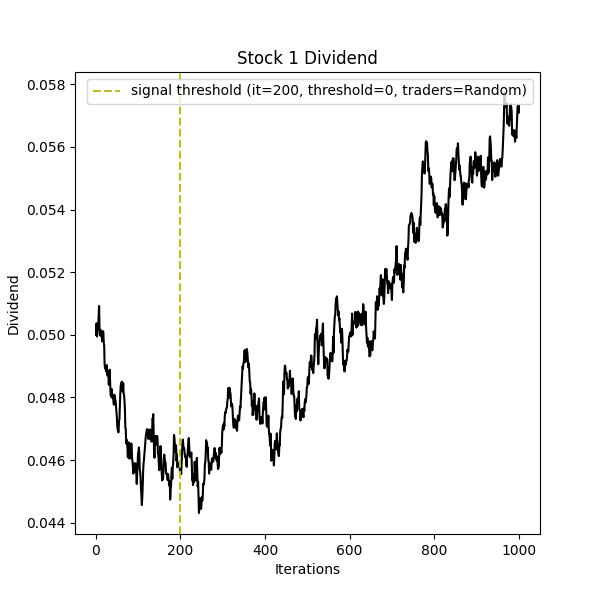 Stock 1 Dividend
signal threshold (it=200, threshold=0, traders=Random)
0.058
0.056
0.054
0.052
0.050
0.048
0.046
0.044
Dividend
0 200 400 600 800 1000
Iterations